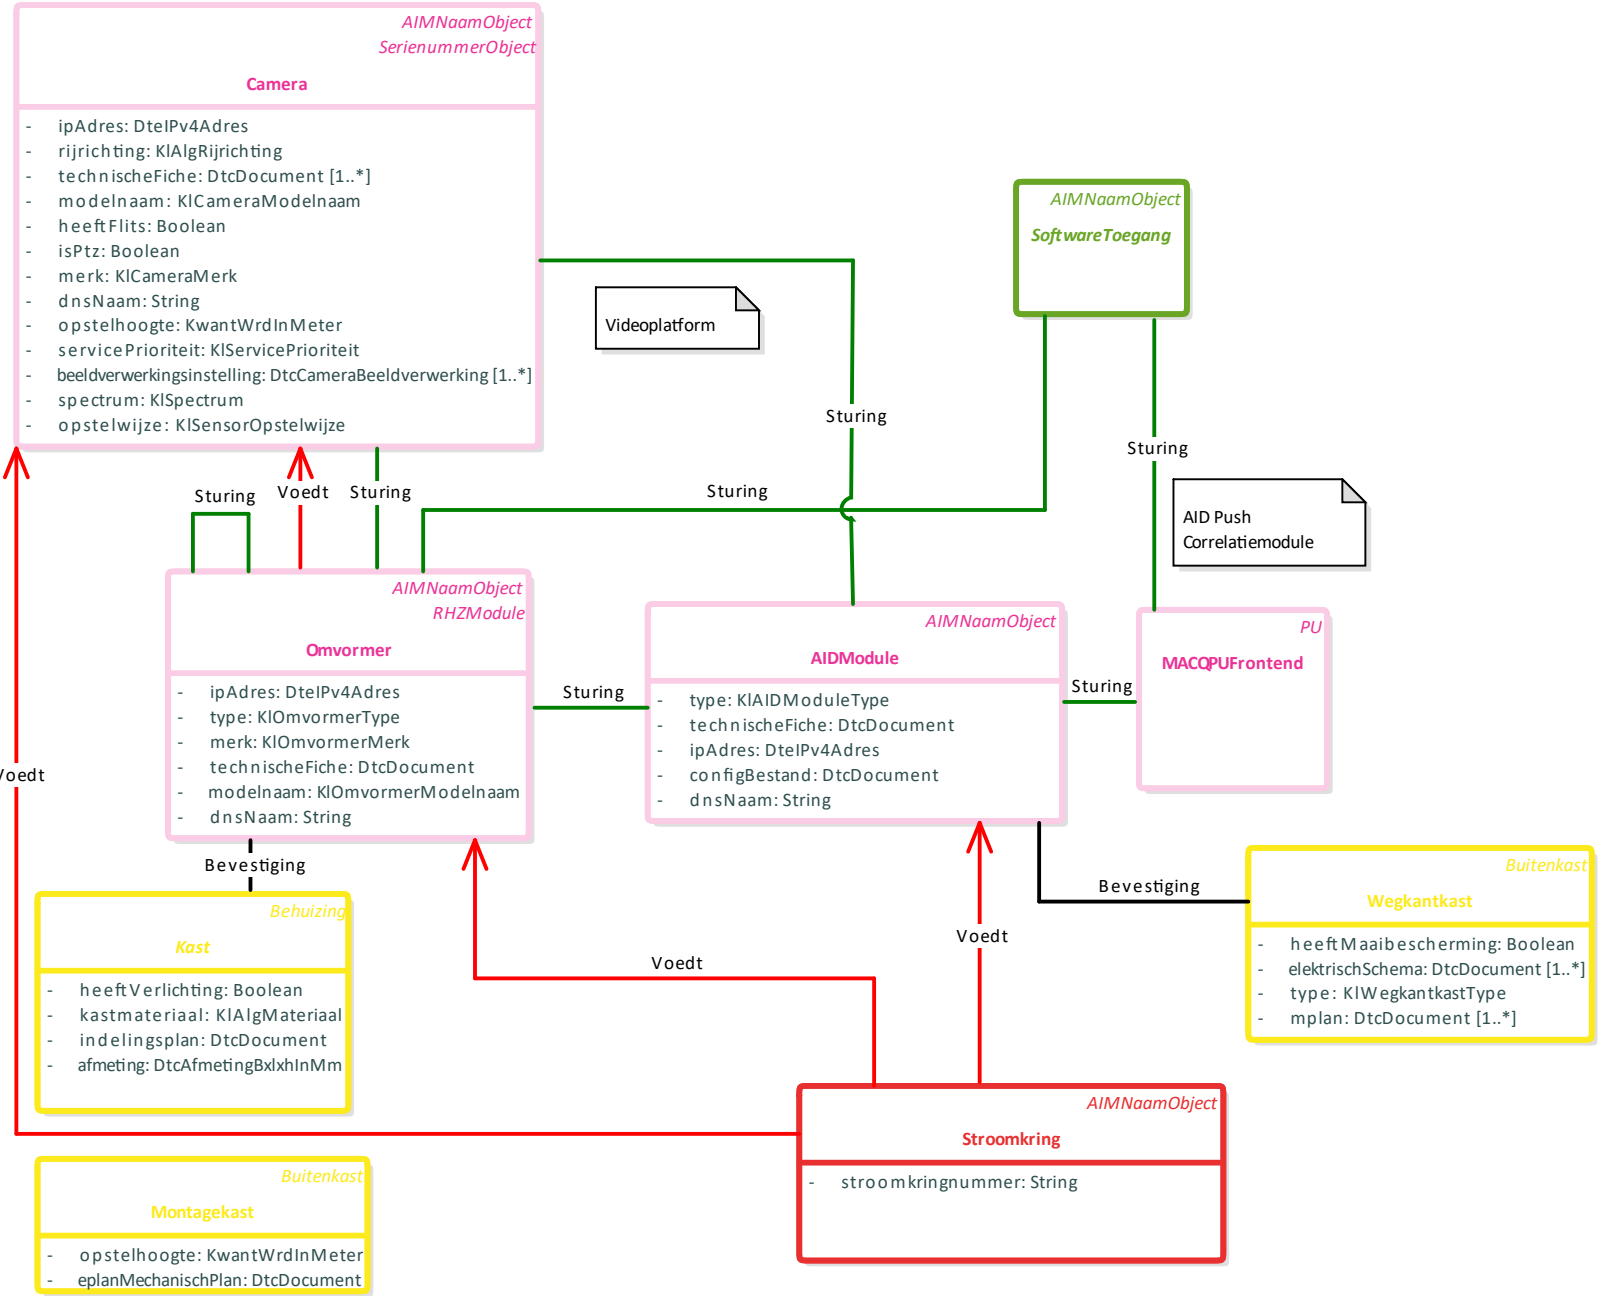 AIMNaamObject
SerienummerObject
Camera
- ipAdres: DteIPv4Adres
- rijrichting: KlAlgRijrichting
- technischeFiche: DtcDocument [1..*]
- modelnaam: KlCameraModelnaam
- heeftFlits: Boolean
- isPtz: Boolean
- merk: KlCameraMerk
- dnsNaam: String
- opstelhoogte: KwantWrdInMeter
- servicePrioriteit: KlServicePrioriteit
- beeldverwerkingsinstelling: DtcCameraBeeldverwerking [1..*]
- spectrum: KlSpectrum
- opstelwijze: KlSensorOpstelwijze
AIMNaamObject
SoftwareToegang
Videoplatform
Sturing
Sturing
Sturing
Voedt
Sturing
Sturing
AID Push
Correlatiemodule
AIMNaamObject
RHZModule
Omvormer
- ipAdres: DteIPv4Adres
- type: KlOmvormerType
- merk: KlOmvormerMerk
- technischeFiche: DtcDocument
- modelnaam: KlOmvormerModelnaam
- dnsNaam: String
Sturing
AIMNaamObject
AIDModule
- type: KlAIDModuleType
- technischeFiche: DtcDocument
- ipAdres: DteIPv4Adres
- configBestand: DtcDocument
- dnsNaam: String
Sturing
PU
MACQPUFrontend
Voedt
Bevestiging
Behuizing
Kast
- heeftVerlichting: Boolean
- kastmateriaal: KlAlgMateriaal
- indelingsplan: DtcDocument
- afmeting: DtcAfmetingBxlxhInMm
Voedt
Voedt
Bevestiging
Buitenkast
Wegkantkast
- heeftMaaibescherming: Boolean
- elektrischSchema: DtcDocument [1..*]
- type: KlWegkantkastType
- mplan: DtcDocument [1..*]
AIMNaamObject
Stroomkring
- stroomkringnummer: String
Buitenkast
Montagekast
- opstelhoogte: KwantWrdInMeter
- eplanMechanischPlan: DtcDocument